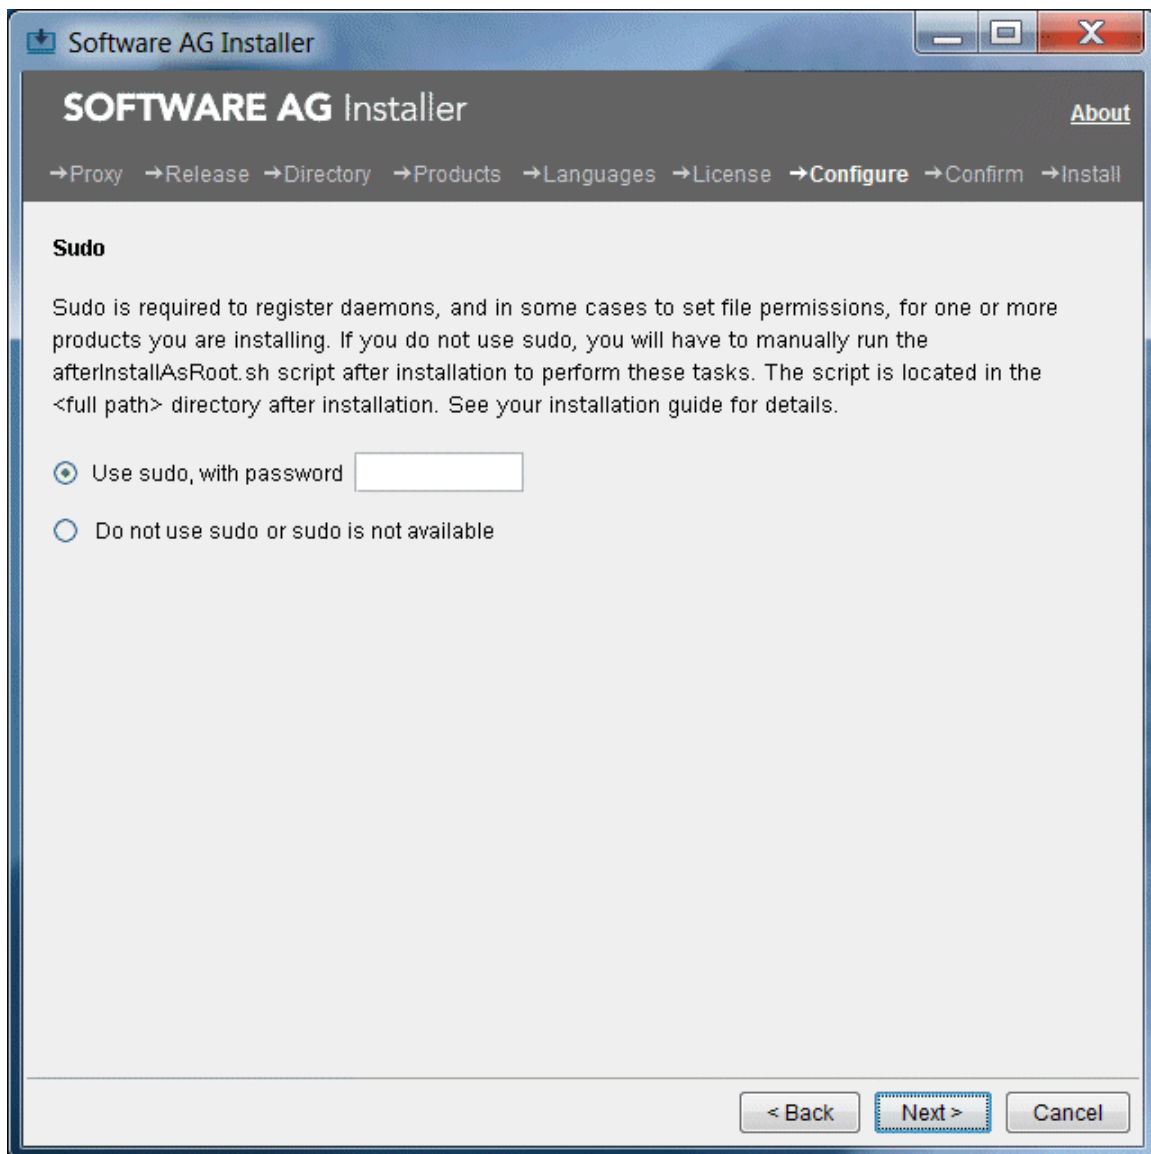 Software AG Installer
SOFTWARE AG Installer
About
→Proxy →Release →Directory →Products →Languages →License →Configure →Confirm →Install
Sudo
Sudo is required to register daemons, and in some cases to set file permissions, for one or more
products you are installing. If you do not use sudo, you will have to manually run the
afterInstallAsRoot.sh script after installation to perform these tasks. The script is located in the
<full path> directory after installation. See your installation guide for details.
Use sudo, with password
Do not use sudo or sudo is not available
< Back Next > Cancel